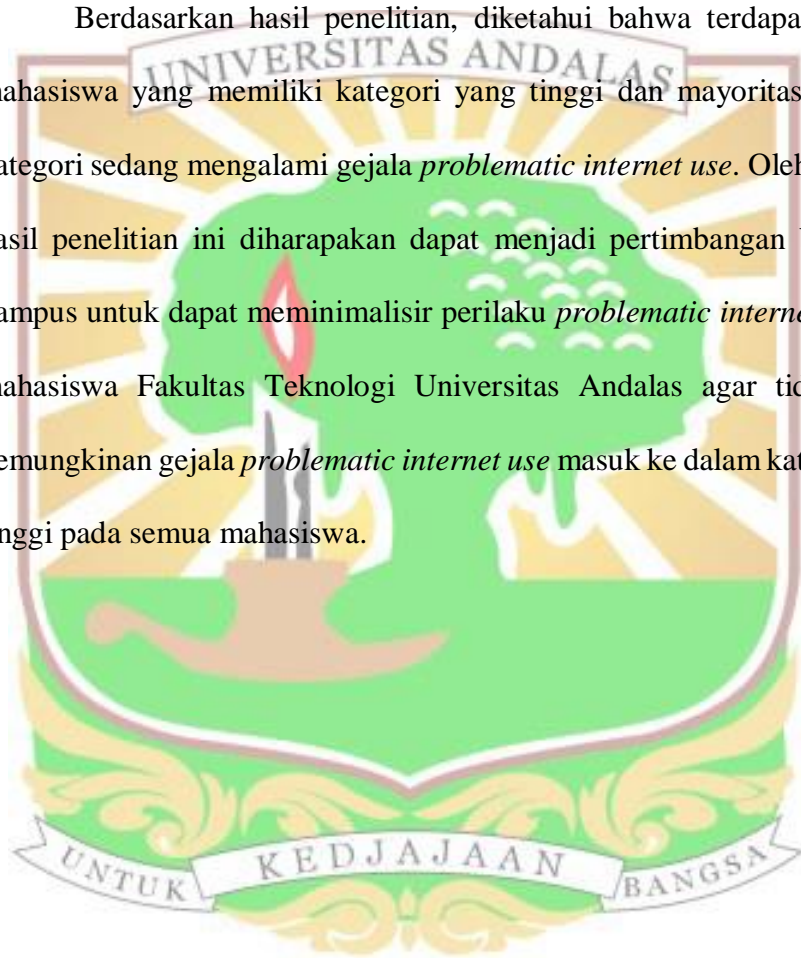 Berdasarkan hasil penelitian, diketahui bahwa terdapa
UNIVERSITAS ANDALAS
ahasiswa yang memiliki kategori yang tinggi dan mayoritas
ategori sedang mengalami gejala problematic internet use. Oleh
asil penelitian ini diharapakan dapat menjadi pertimbangan
ampus untuk dapat meminimalisir perilaku problematic interne
ahasiswa Fakultas Teknologi Universitas Andalas agar tid
emungkinan gejala problematic internet use masuk ke dalam kat
nggi pada semua mahasiswa.
UNTUK KEDJAJAAN BANGSA